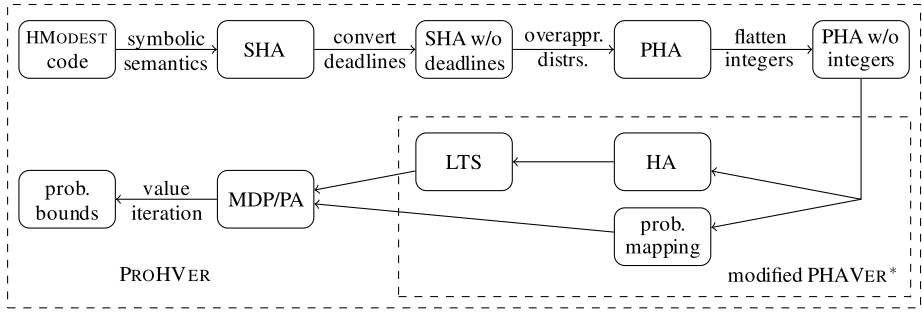 HMODEST
code
symbolic
semantics
SHA
convert
deadlines
SHA w/o
deadlines
overappr.
distrs.
PHA
flatten
integers
PHA w/o
integers
LTS
HA
prob.
bounds
value
iteration
MDP/PA
prob.
mapping
PROHVER
modified PHAVER*